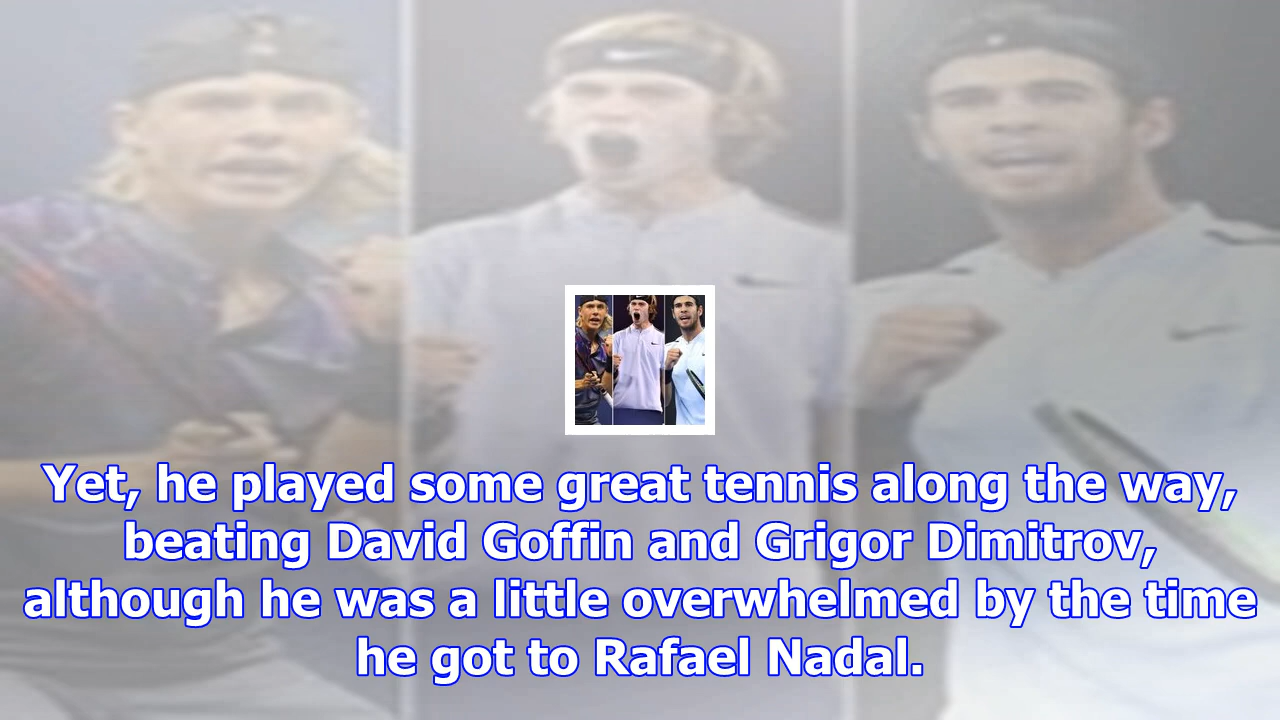 Yet, he played some great tennis along the way,
beating David Goffin and Grigor Dimitrov,
although he was a little overwhelmed by the time
he got to Rafael Nadal.